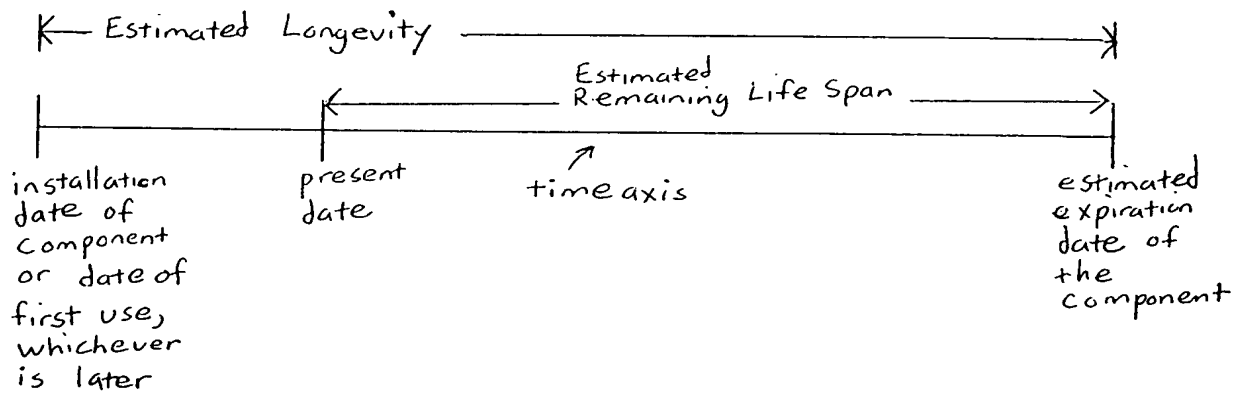 Estimated Longevity
Estimated
Remaining Life Span
installation
date of
component
or date of
first use,
whichever
is later
present
date
time axis
estimated
expiration
date of
the
component